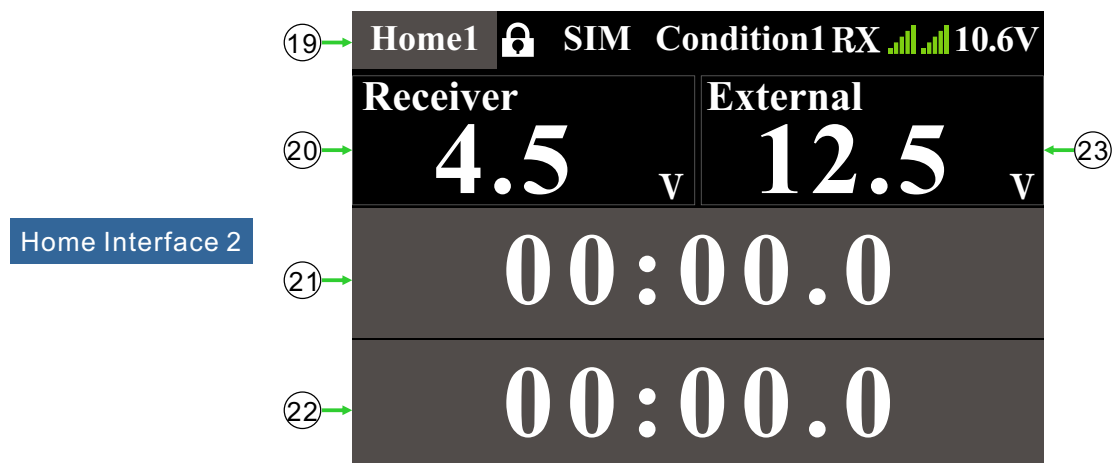 19 Home1 SIM Condition1 RX 10.6V
Receiver External
20 4.5 V 12.5 V 23
Home Interface 2
21 00:00.0
22 00:00.0